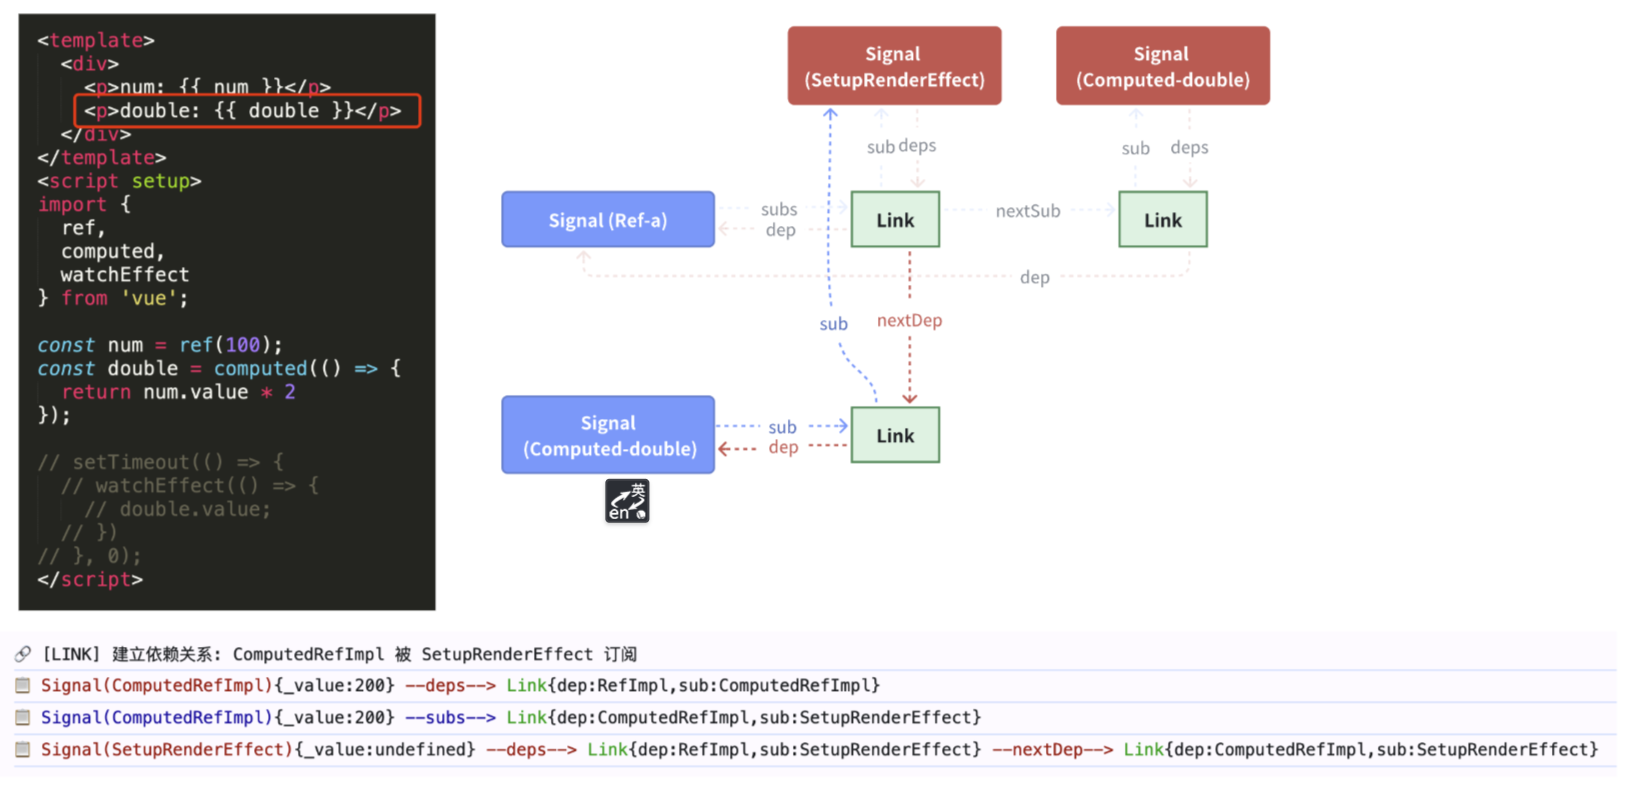 <template>
<div>
<p>num: {{ num }}</p>
<p>double: {{ double }}</p>
</div>
</template>
<script setup>
import {
ref,
computed,
watchEffect
} from 'vue';
const num = ref(100);
const double = computed(() => {
return num.value * 2
});
// setTimeout(() => {
// watchEffect(() => {
// double.value;
// })
// }, 0);
</script>
Signal
(SetupRenderEffect)
Signal
(Computed-double)
sub deps
sub deps
Signal (Ref-a)
subs
dep
Link
nextSub
Link
dep
sub
nextDep
Signal
(Computed-double)
sub
dep
Link
英
en
[LINK] 建立依赖关系: ComputedRefImpl 被 SetupRenderEffect 订阅
Signal(ComputedRefImpl){_value:200} --deps--> Link{dep:RefImpl,sub:ComputedRefImpl}
Signal(ComputedRefImpl){_value:200} --subs--> Link{dep:ComputedRefImpl,sub:SetupRenderEffect}
Signal(SetupRenderEffect){_value:undefined} --deps--> Link{dep:RefImpl,sub:SetupRenderEffect} --nextDep--> Link{dep:ComputedRefImpl,sub:SetupRenderEffect}